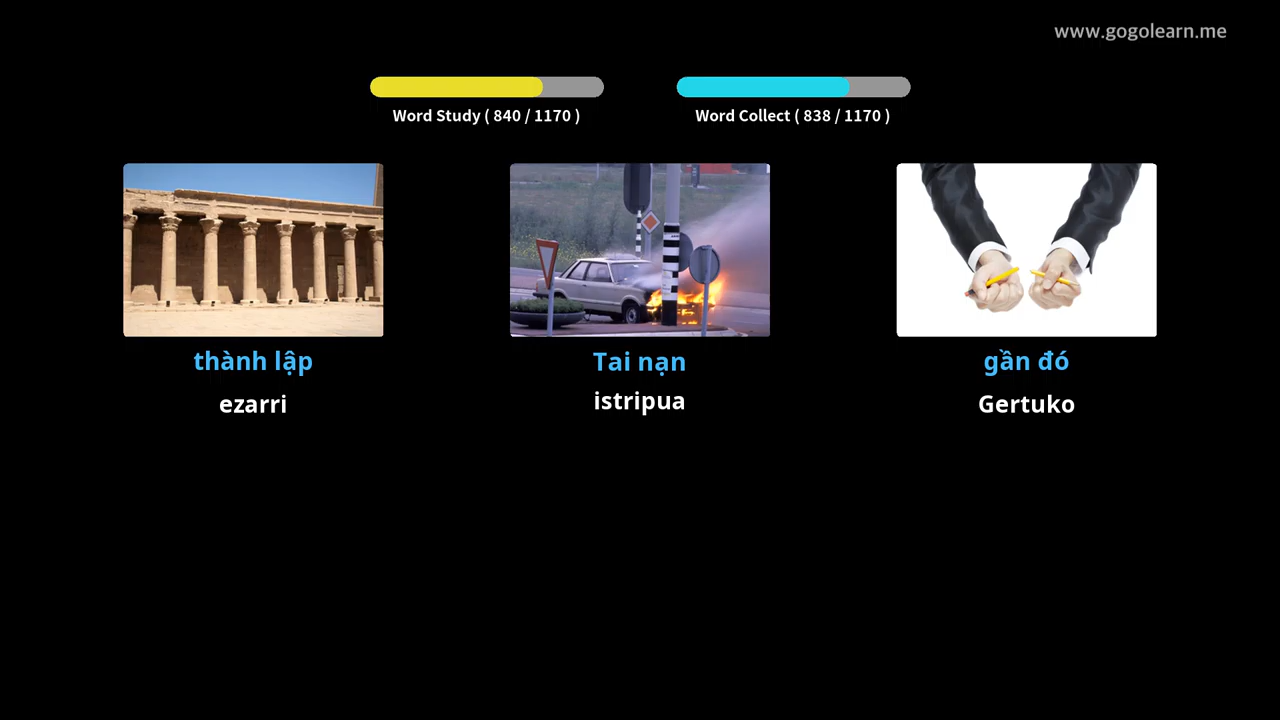 www.gogolearn.me
Word Study ( 840 / 1170 )
Word Collect ( 838 / 1170 )
thành lập
ezarri
Tai nạn
istripua
gần đó
Gertuko